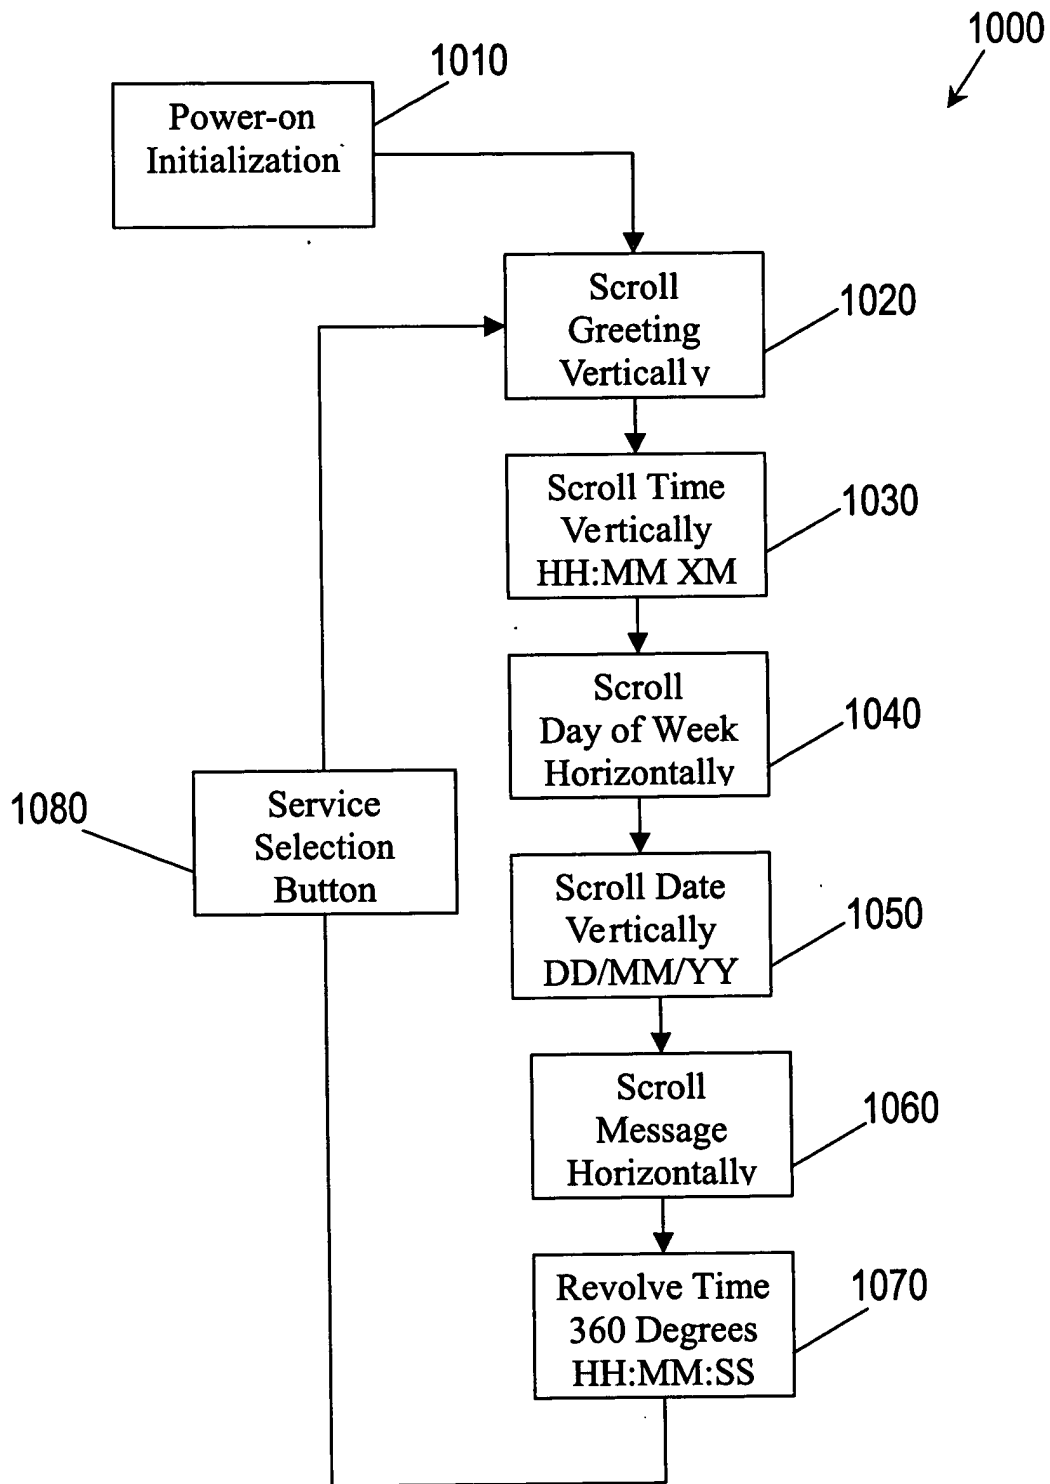 1000
1010
Power-on
Initialization
Scroll
Greeting
Vertically
1020
Scroll Time
Vertically
HH:MM XM
1030
Scroll
Day of Week
Horizontally
1040
1080
Service
Selection
Button
Scroll Date
Vertically
DD/MM/YY
1050
Scroll
Message
Horizontally
1060
Revolve Time
360 Degrees
HH:MM:SS
1070